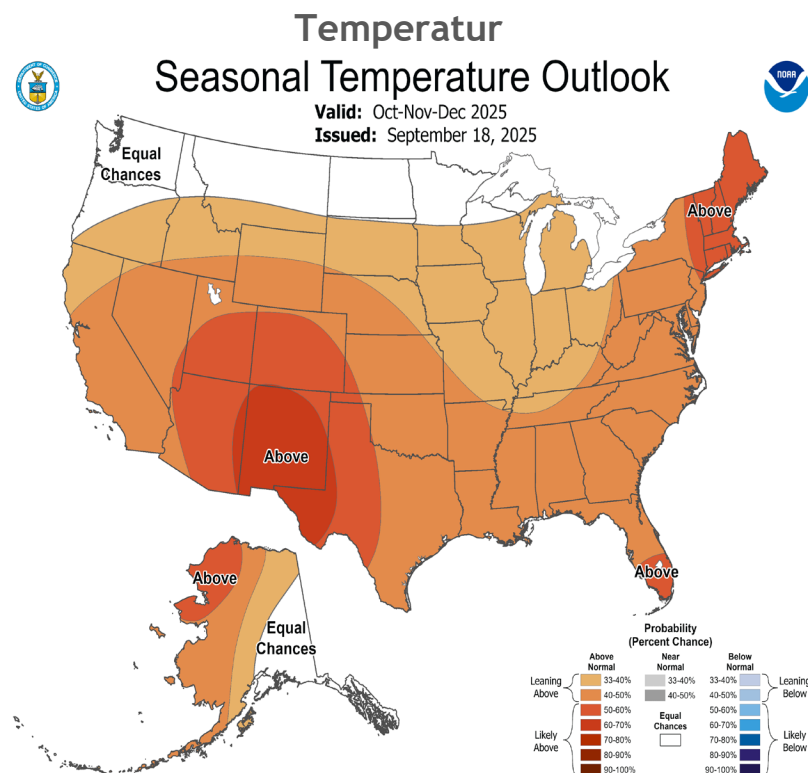 Temperatur
Seasonal Temperature Outlook
Valid: Oct-Nov-Dec 2025
Issued: September 18, 2025
NOAA
Equal
Chances
Above
Above
Above
Above
Equal
Chances
Probability
(Percent Chance)
Above
Normal
Near
Normal
Below
Normal
Leaning
Above
33-40%
40-50%
33-40%
40-50%
33-40%
40-50%
Leaning
Below
Likely
Above
50-60%
60-70%
70-80%
80-90%
90-100%
Equal
Chances
50-60%
60-70%
70-80%
80-90%
90-100%
Likely
Below